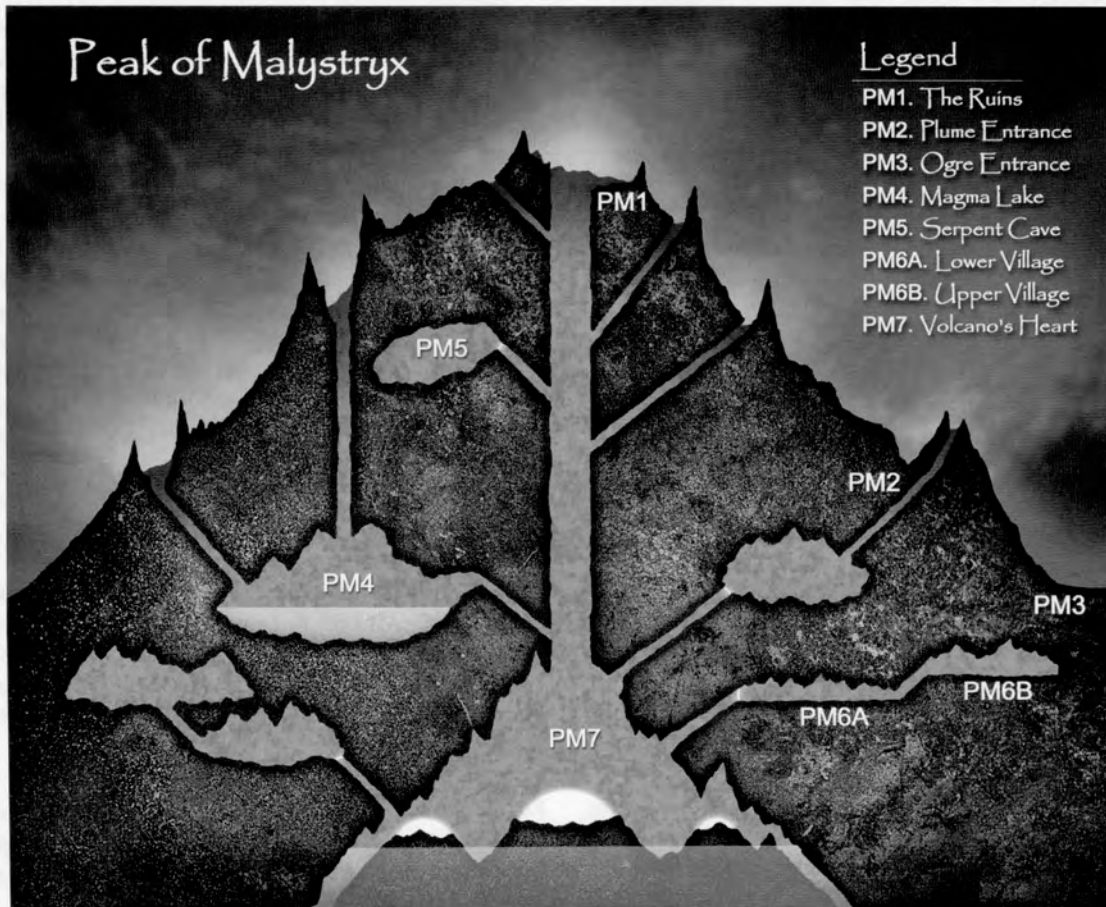 Peak of Malystryx
Legend
PM1. The Ruins
PM2. Plume Entrance
PM3. Ogre Entrance
PM4. Magma Lake
PM5. Serpent Cave
PM6A. Lower Village
PM6B. Upper Village
PM7. Volcano's Heart
PM1
PM5
PM2
PM4
PM3
PM6B
PM6A
PM7